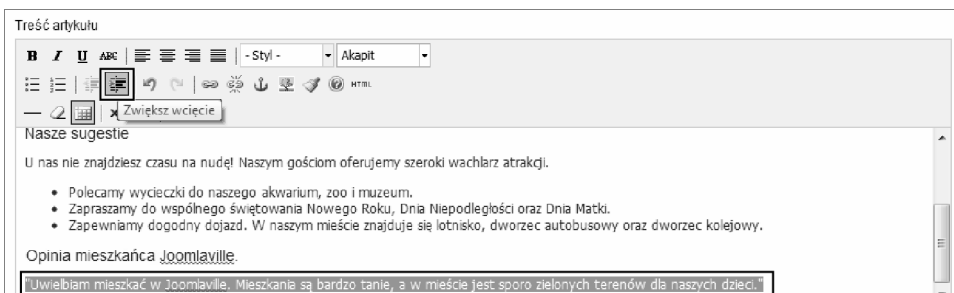 Treść artykułu
B I U ABC - Styl - Akapit
HTML
Zwiększ wcięcie
Nasze sugestie
U nas nie znajdziesz czasu na nudę! Naszym gościom oferujemy szeroki wachlarz atrakcji.
• Polecamy wycieczki do naszego akwarium, zoo i muzeum.
• Zapraszamy do wspólnego świętowania Nowego Roku, Dnia Niepodległości oraz Dnia Matki.
• Zapewniamy dogodny dojazd. W naszym mieście znajduje się lotnisko, dworzec autobusowy oraz dworzec kolejowy.
Opinia mieszkańca Joomlaville.
"Uwielbiam mieszkać w Joomlaville. Mieszkania są bardzo tanie, a w mieście jest sporo zielonych terenów dla naszych dzieci."